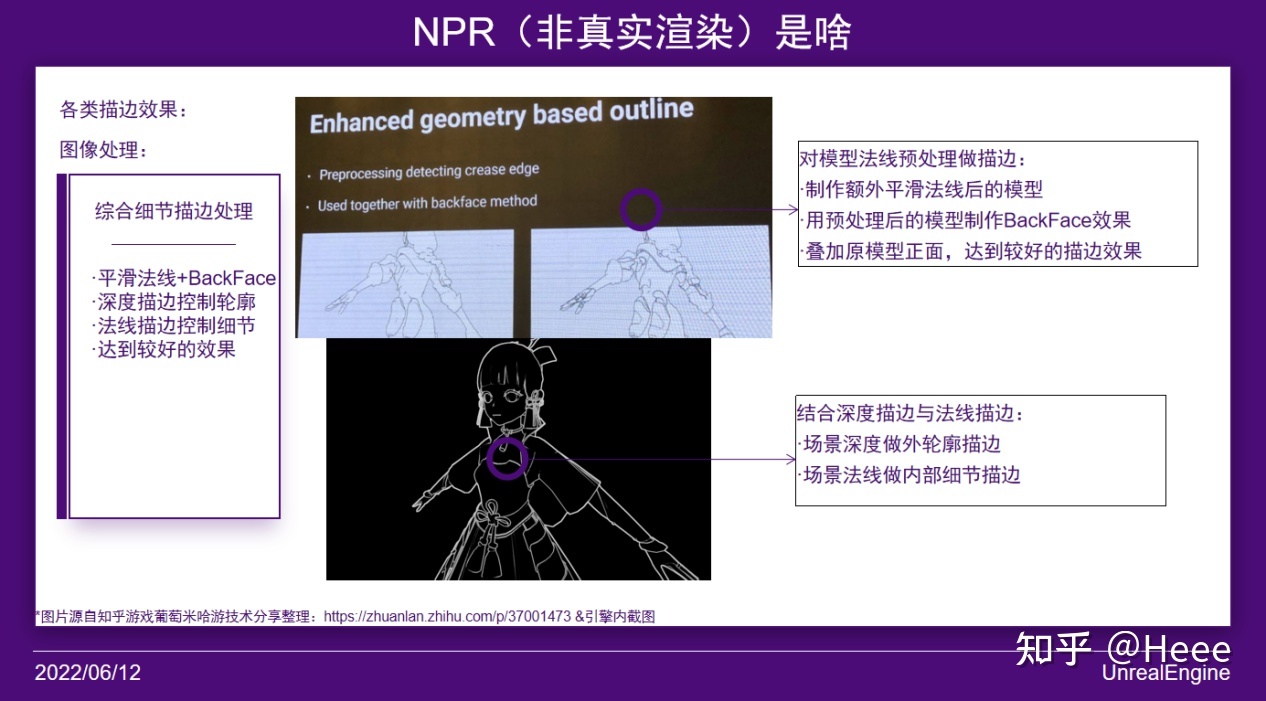 NPR（非真实渲染）是啥
各类描边效果：
图像处理：
综合细节描边处理
·平滑法线+BackFace
·深度描边控制轮廓
·法线描边控制细节
·达到较好的效果
Enhanced geometry based outline
· Preprocessing detecting crease edge
· Used together with backface method
对模型法线预处理做描边：
·制作额外平滑法线后的模型
·用预处理后的模型制作BackFace效果
·叠加原模型正面，达到较好的描边效果
结合深度描边与法线描边：
·场景深度做外轮廓描边
·场景法线做内部细节描边
*图片源自知乎游戏葡萄米哈游技术分享整理：https://zhuanlan.zhihu.com/p/37001473 &引擎内截图
知乎 @Heee
2022/06/12
UnrealEngine